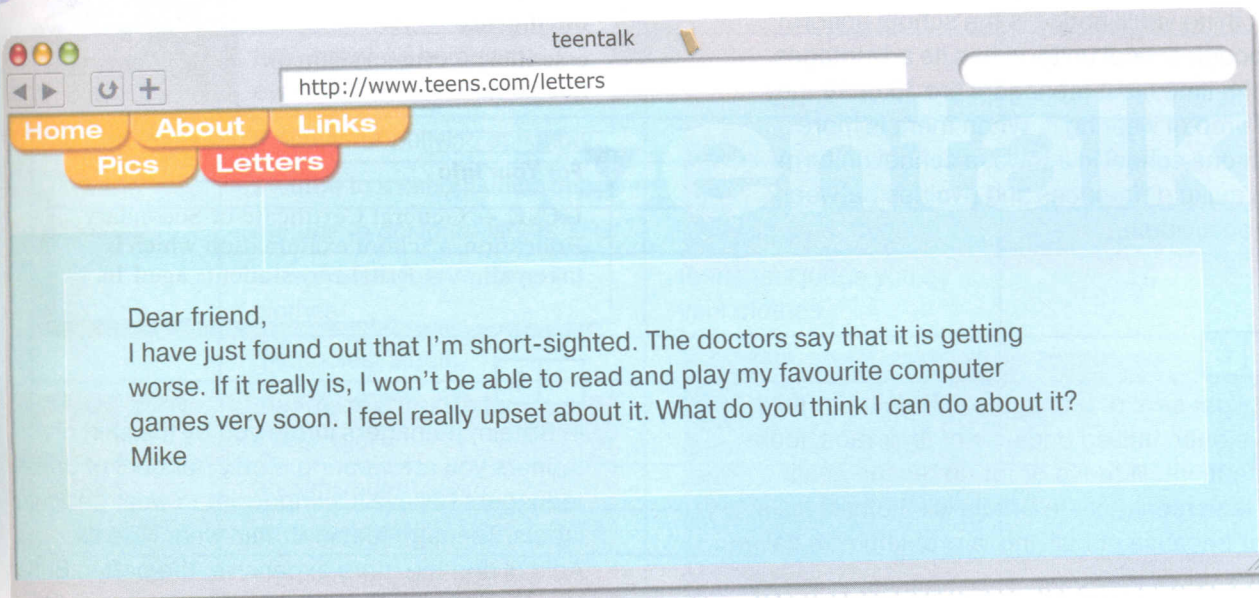 teentalk
http://www.teens.com/letters
Home About Links
Pics Letters
entalk
Dear friend,
I have just found out that I'm short-sighted. The doctors say that it is getting
worse. If it really is, I won't be able to read and play my favourite computer
games very soon. I feel really upset about it. What do you think I can do about it?
Mike